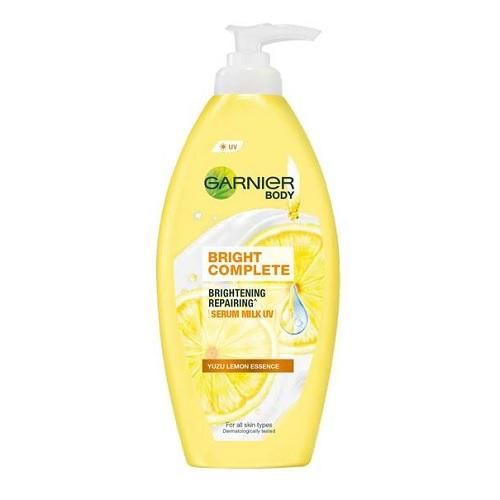 UV
GARNIER
BODY
BRIGHT
COMPLETE
BRIGHTENING
REPAIRING^
SERUM MILK UV
YUZU LEMON ESSENCE
For all skin types
Dermatologically tested